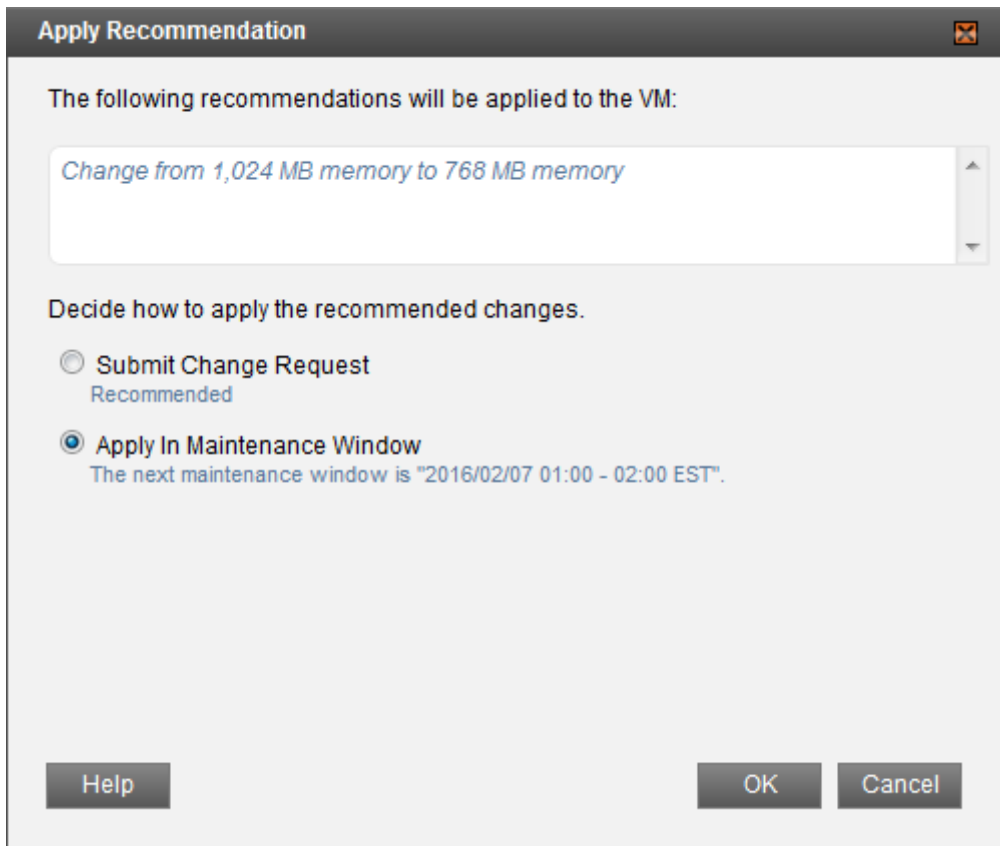 Apply Recommendation
The following recommendations will be applied to the VM:
Change from 1,024 MB memory to 768 MB memory
Decide how to apply the recommended changes.
Submit Change Request
Recommended
Apply In Maintenance Window
The next maintenance window is "2016/02/07 01:00 - 02:00 EST".
Help OK Cancel